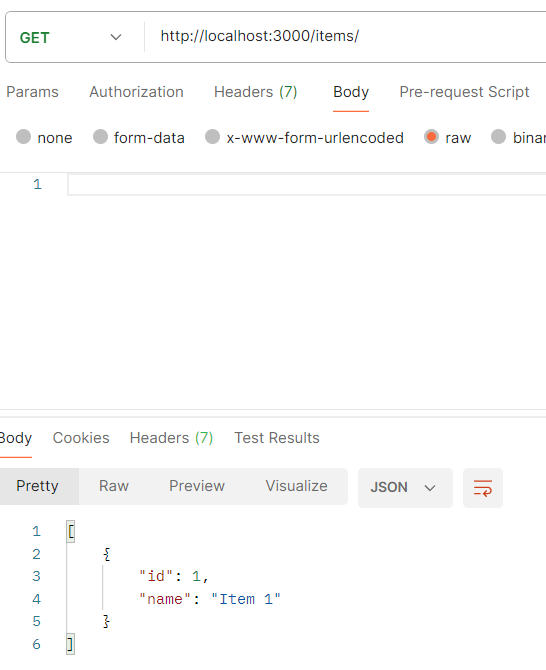 GET http://localhost:3000/items/
Params Authorization Headers (7) Body Pre-request Script
none form-data x-www-form-urlencoded raw binar
1
Body Cookies Headers (7) Test Results
Pretty Raw Preview Visualize JSON
1 [
2 {
3 "id": 1,
4 "name": "Item 1"
5 }
6 ]